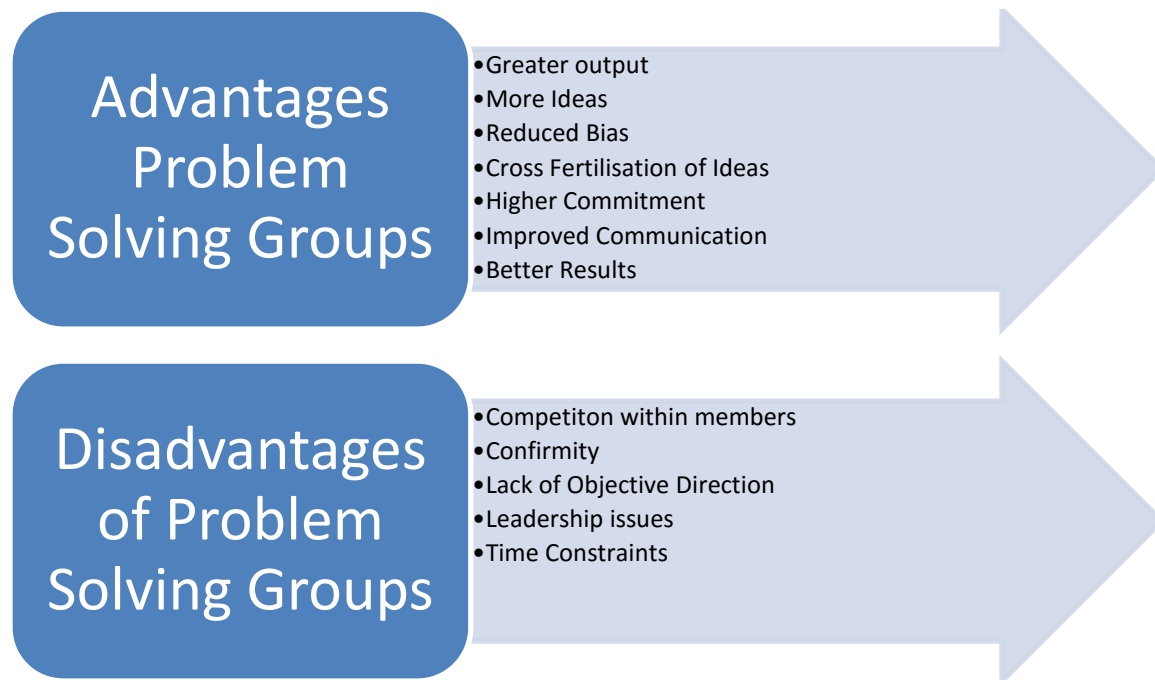 Advantages
Problem
Solving Groups
•Greater output
•More Ideas
•Reduced Bias
•Cross Fertilisation of Ideas
•Higher Commitment
•Improved Communication
•Better Results
Disadvantages
of Problem
Solving Groups
•Competiton within members
•Confirmity
•Lack of Objective Direction
•Leadership issues
•Time Constraints